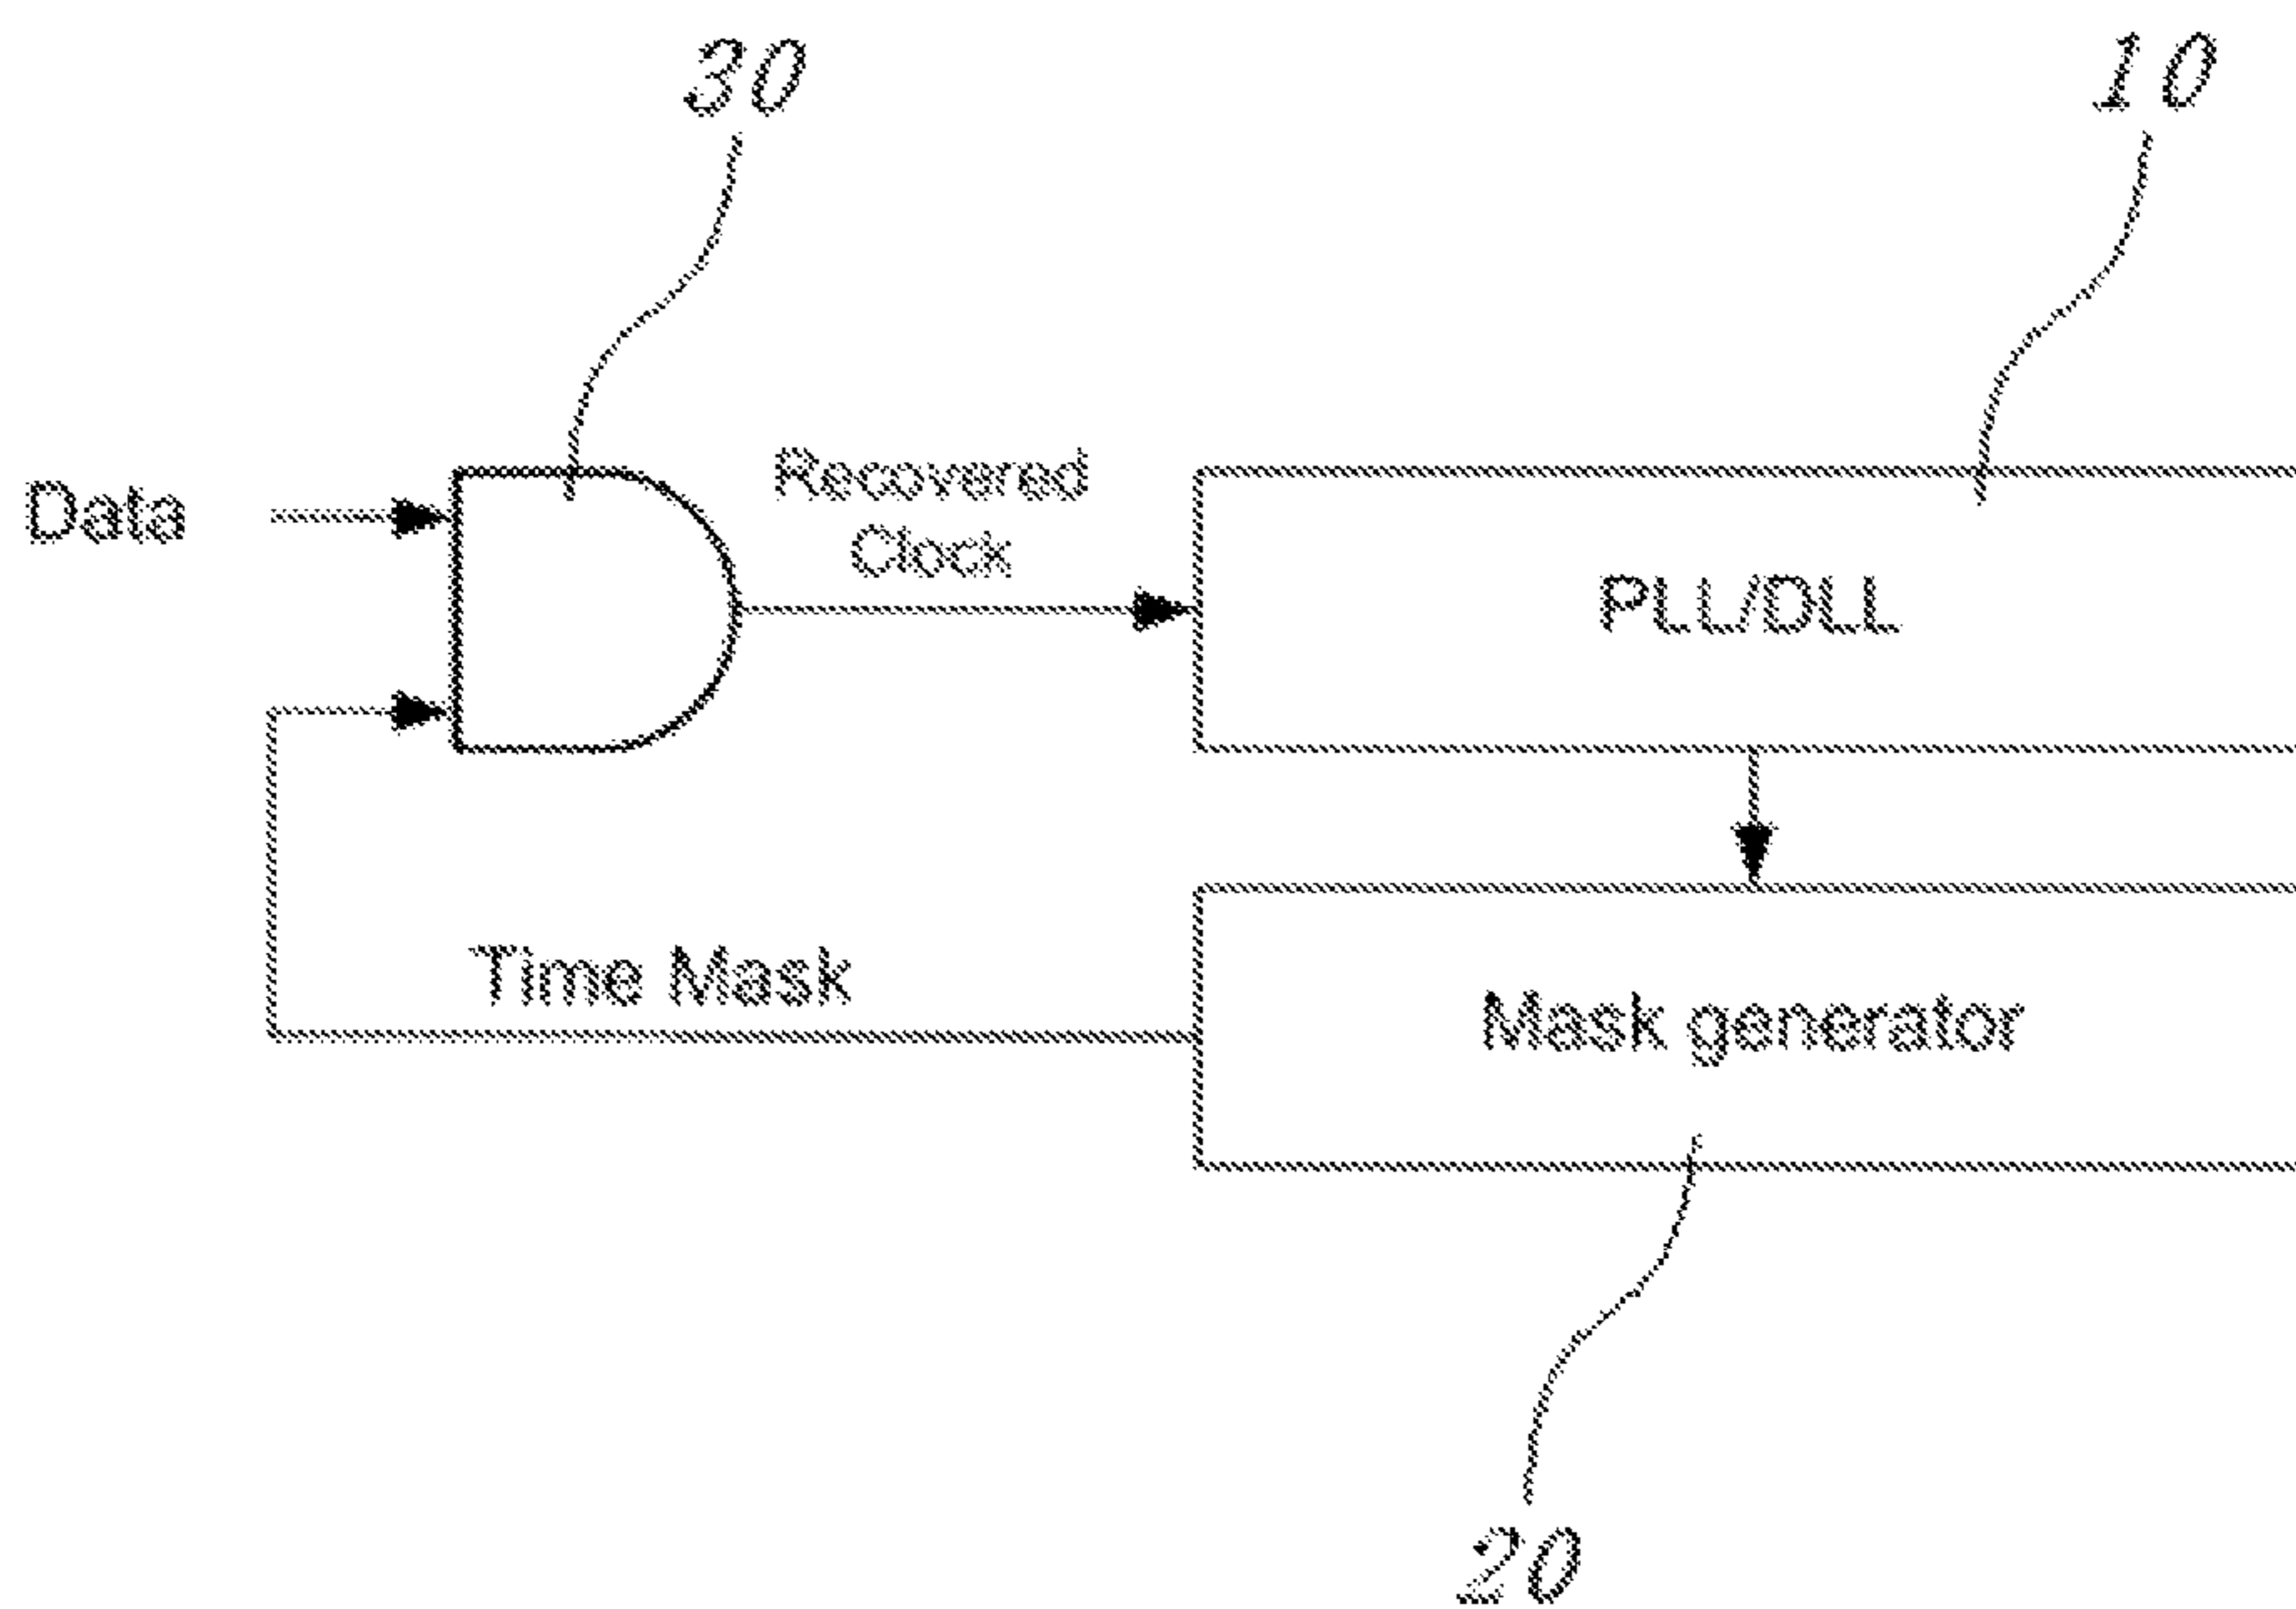 30
10
Data
Recovered
Clock
PLL/DLL
Time Mask
Mask generator
20